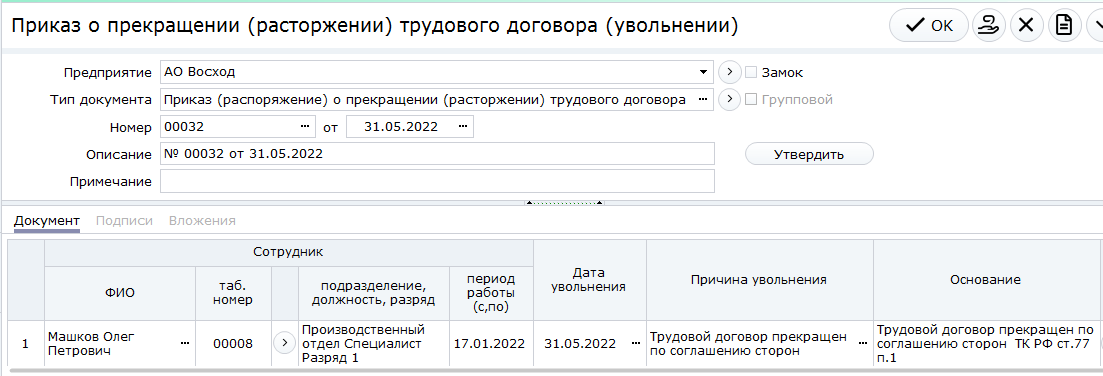 Приказ о прекращении (расторжении) трудового договора (увольнении)
OK
Предприятие АО Восход Замок
Тип документа Приказ (распоряжение) о прекращении (расторжении) трудового договора ... Групповой
Номер 00032 ... от 31.05.2022 ...
Описание № 00032 от 31.05.2022 Утвердить
Примечание
Документ Подписи Вложения
Сотрудник
ФИО
таб.
номер
подразделение,
должность, разряд
период
работы
(с,по)
Дата
увольнения
Причина увольнения
Основание
1
Машков Олег
Петрович
...
00008
Производственный
отдел Специалист
Разряд 1
17.01.2022
31.05.2022 ...
Трудовой договор прекращен
по соглашению сторон
...
Трудовой договор прекращен по
соглашению сторон ТК РФ ст.77
п.1